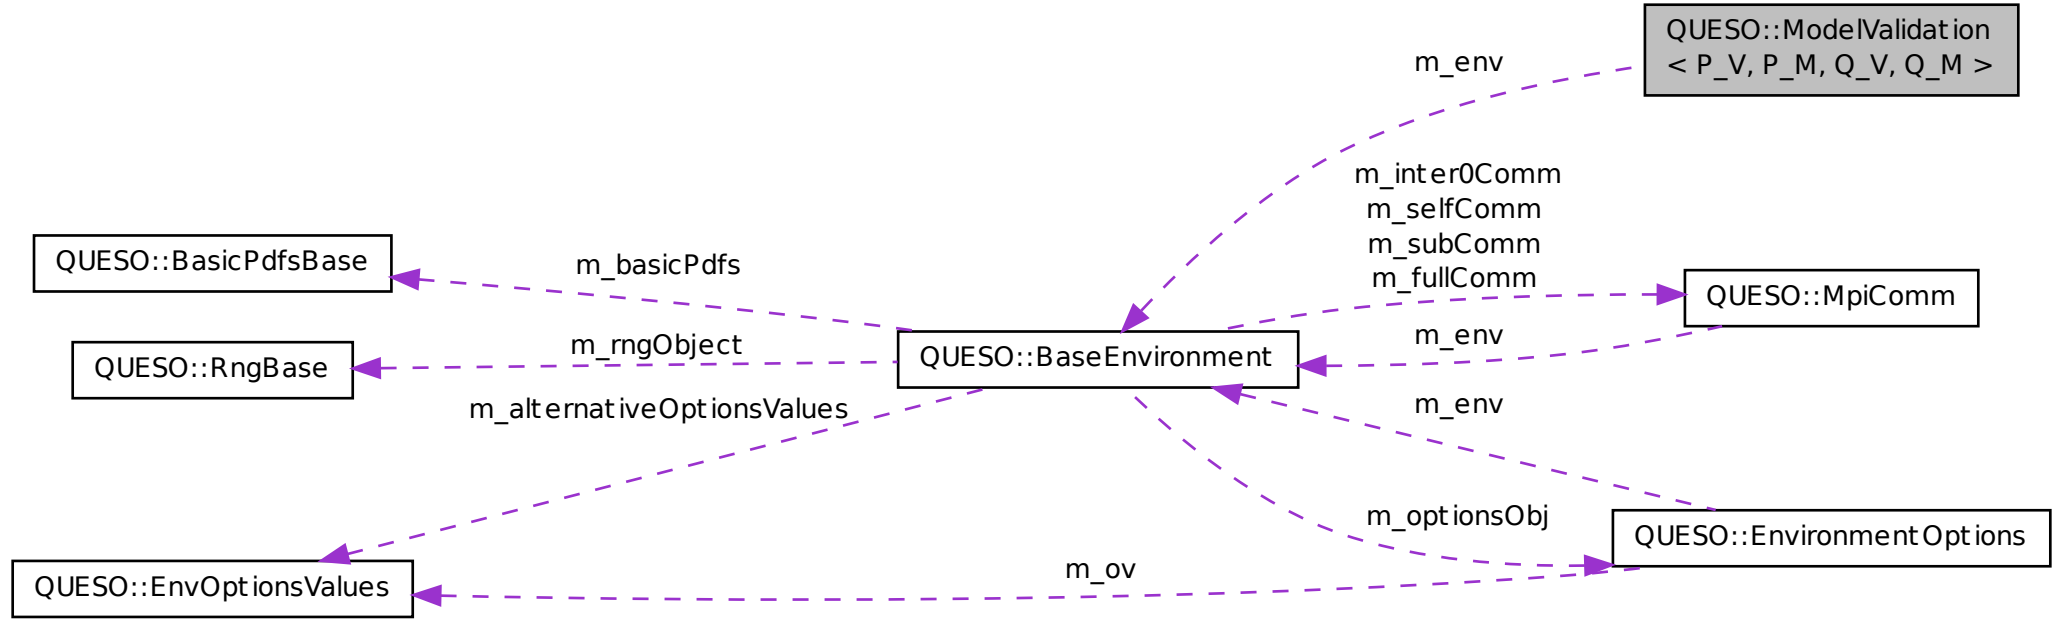 QUESO::ModelValidation
< P_V, P_M, Q_V, Q_M >
m_env
m_inter0Comm
m_selfComm
m_subComm
m_fullComm
QUESO::BasicPdfsBase
m_basicPdfs
QUESO::MpiComm
m_env
QUESO::RngBase
m_rngObject
QUESO::BaseEnvironment
m_alternativeOptionsValues
m_env
m_optionsObj
QUESO::EnvironmentOptions
m_ov
QUESO::EnvOptionsValues